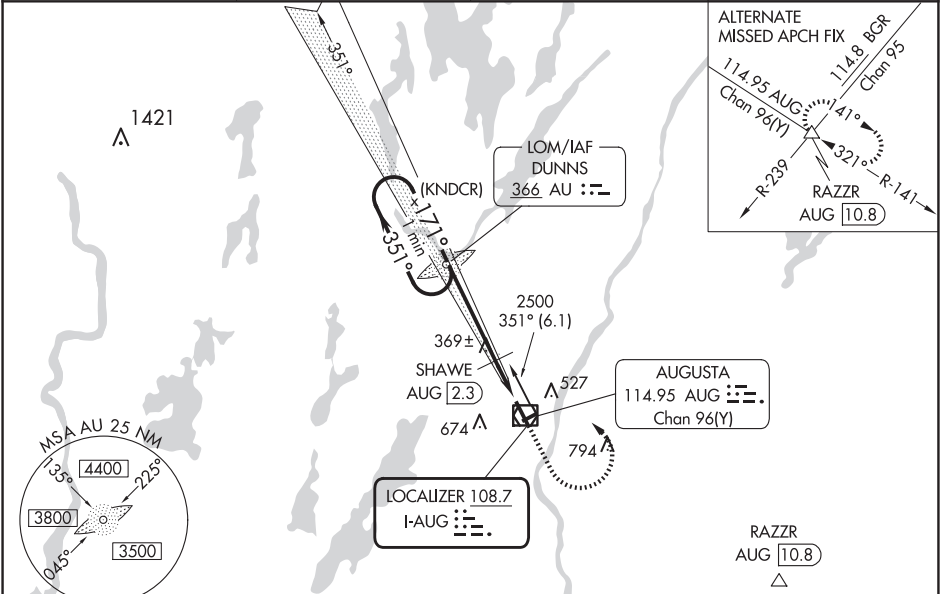 ALTERNATE
MISSED APCH FIX
114.8 BGR
Chan 95
114.95 AUG
Chan 96(Y)
141°
321°
R-239
R-141
RAZZR
AUG 10.8
351°
1421
LOM/IAF
DUNNS
366 AU
(KNDCR)
171°
1 min
351°
2500
351° (6.1)
369±
SHAWE
AUG 2.3
527
674
794
AUGUSTA
114.95 AUG
Chan 96(Y)
LOCALIZER 108.7
I-AUG
MSA AU 25 NM
135°
4400
225°
3800
3500
045°
RAZZR
AUG 10.8